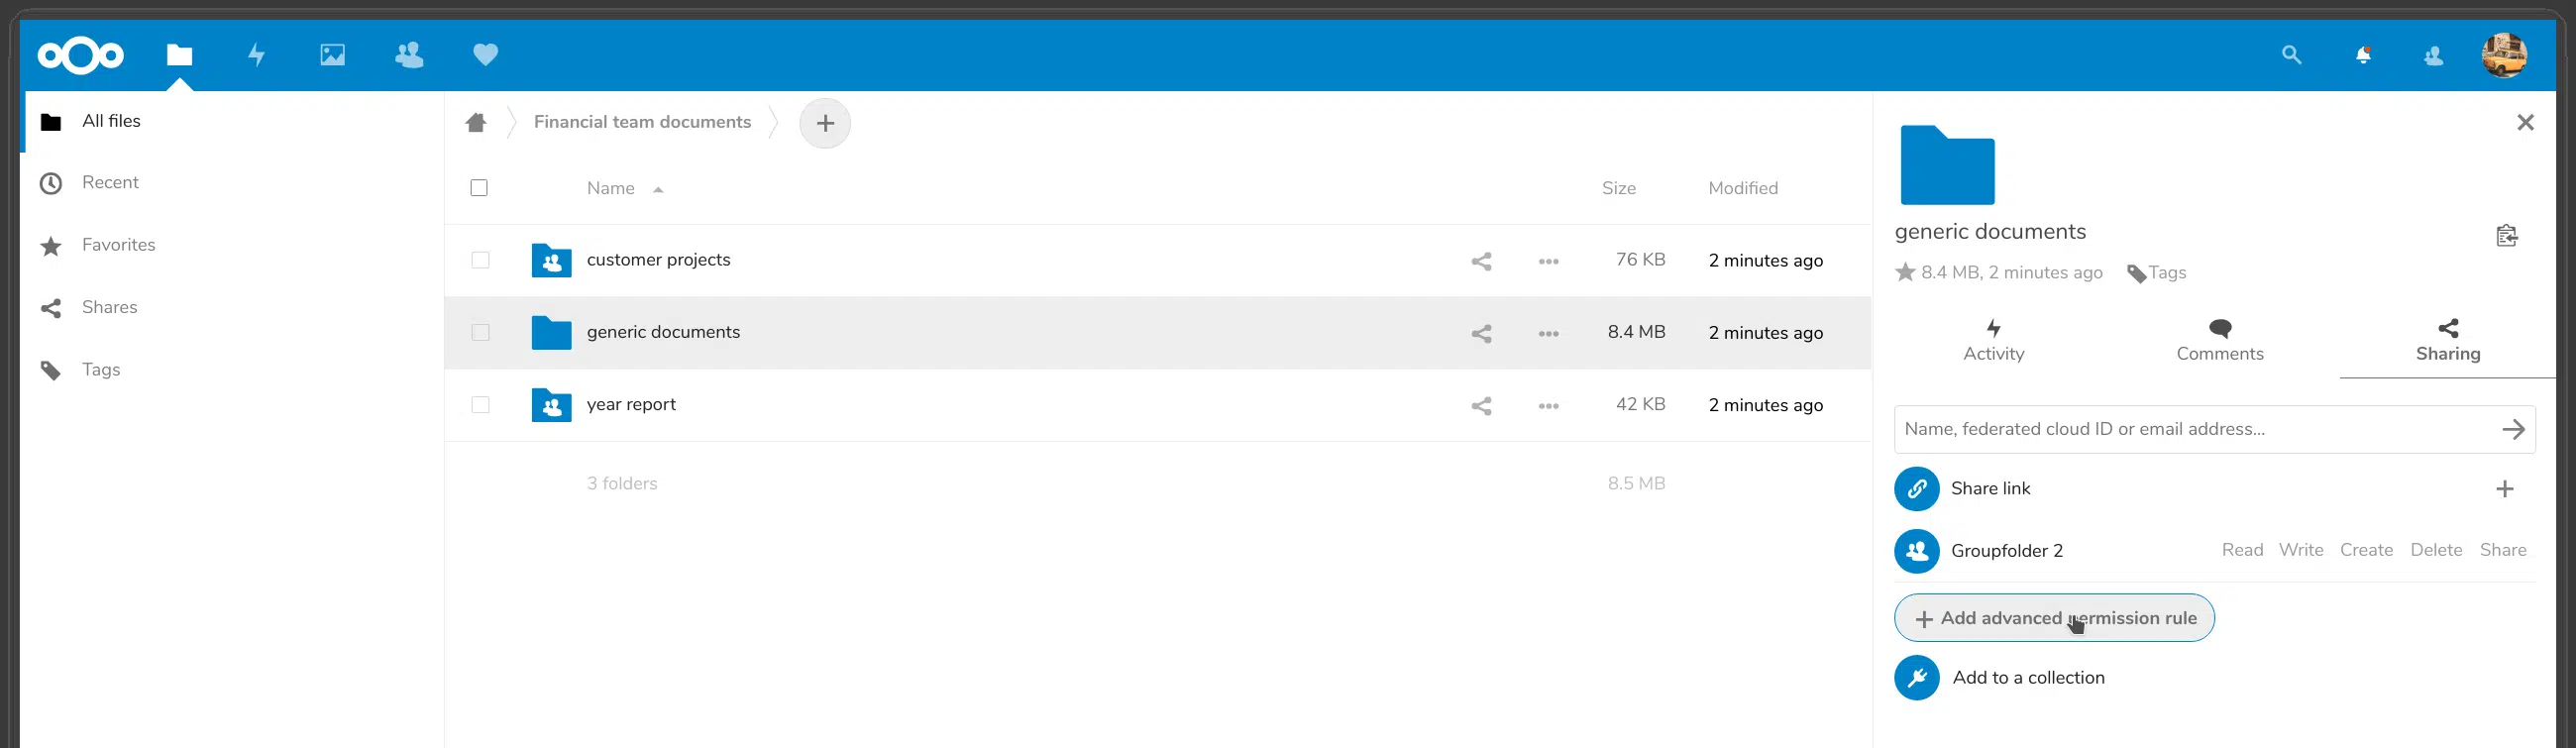 All files
Recent
Favorites
Shares
Tags
Financial team documents
Name Size Modified
customer projects 76 KB 2 minutes ago
generic documents 8.4 MB 2 minutes ago
year report 42 KB 2 minutes ago
3 folders 8.5 MB
generic documents
8.4 MB, 2 minutes ago Tags
Activity Comments Sharing
Name, federated cloud ID or email address...
Share link
Groupfolder 2 Read Write Create Delete Share
Add advanced permission rule
Add to a collection